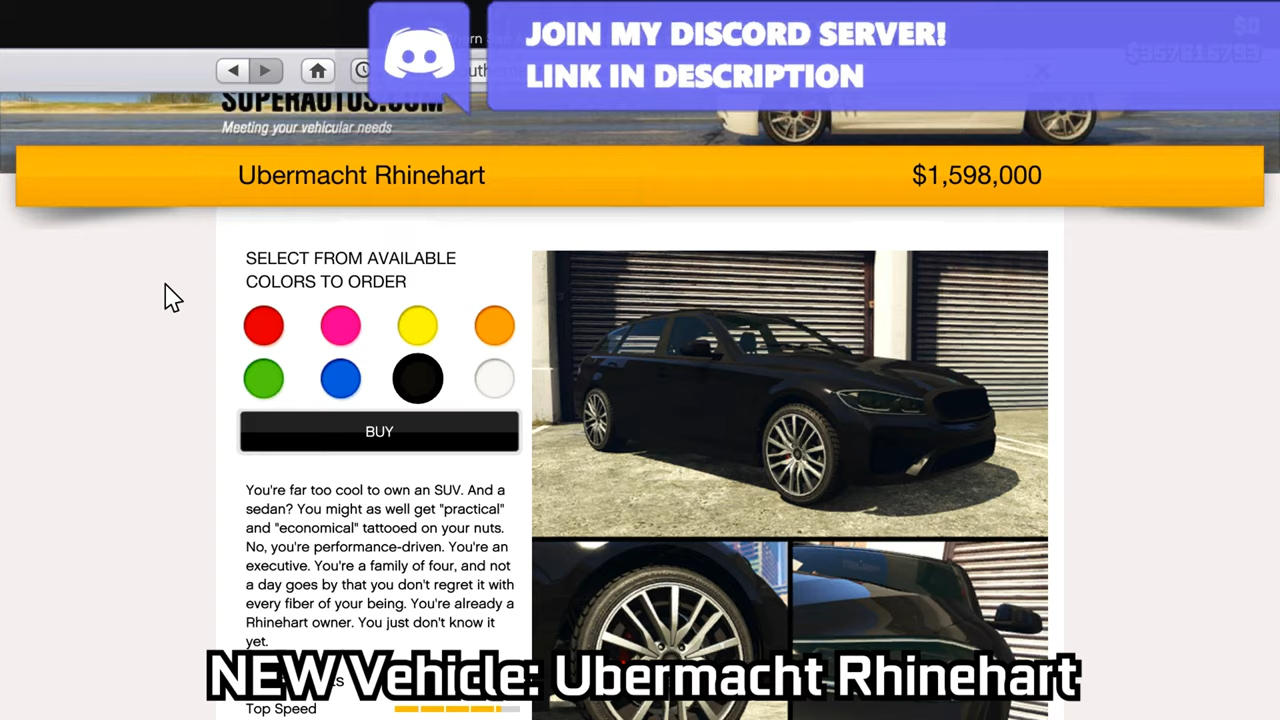 JOIN MY DISCORD SERVER!
LINK IN DESCRIPTION
$0
SUPERAUTOS.COM
Meeting your vehicular needs
Ubermacht Rhinehart
$1,598,000
SELECT FROM AVAILABLE
COLORS TO ORDER
BUY
You're far too cool to own an SUV. And a
sedan? You might as well get "practical"
and "economical" tattooed on your nuts.
No, you're performance-driven. You're an
executive. You're a family of four, and not
a day goes by that you don't regret it with
every fiber of your being. You're already a
Rhinehart owner. You just don't know it
yet.
NEW Vehicle: Ubermacht Rhinehart
Top Speed